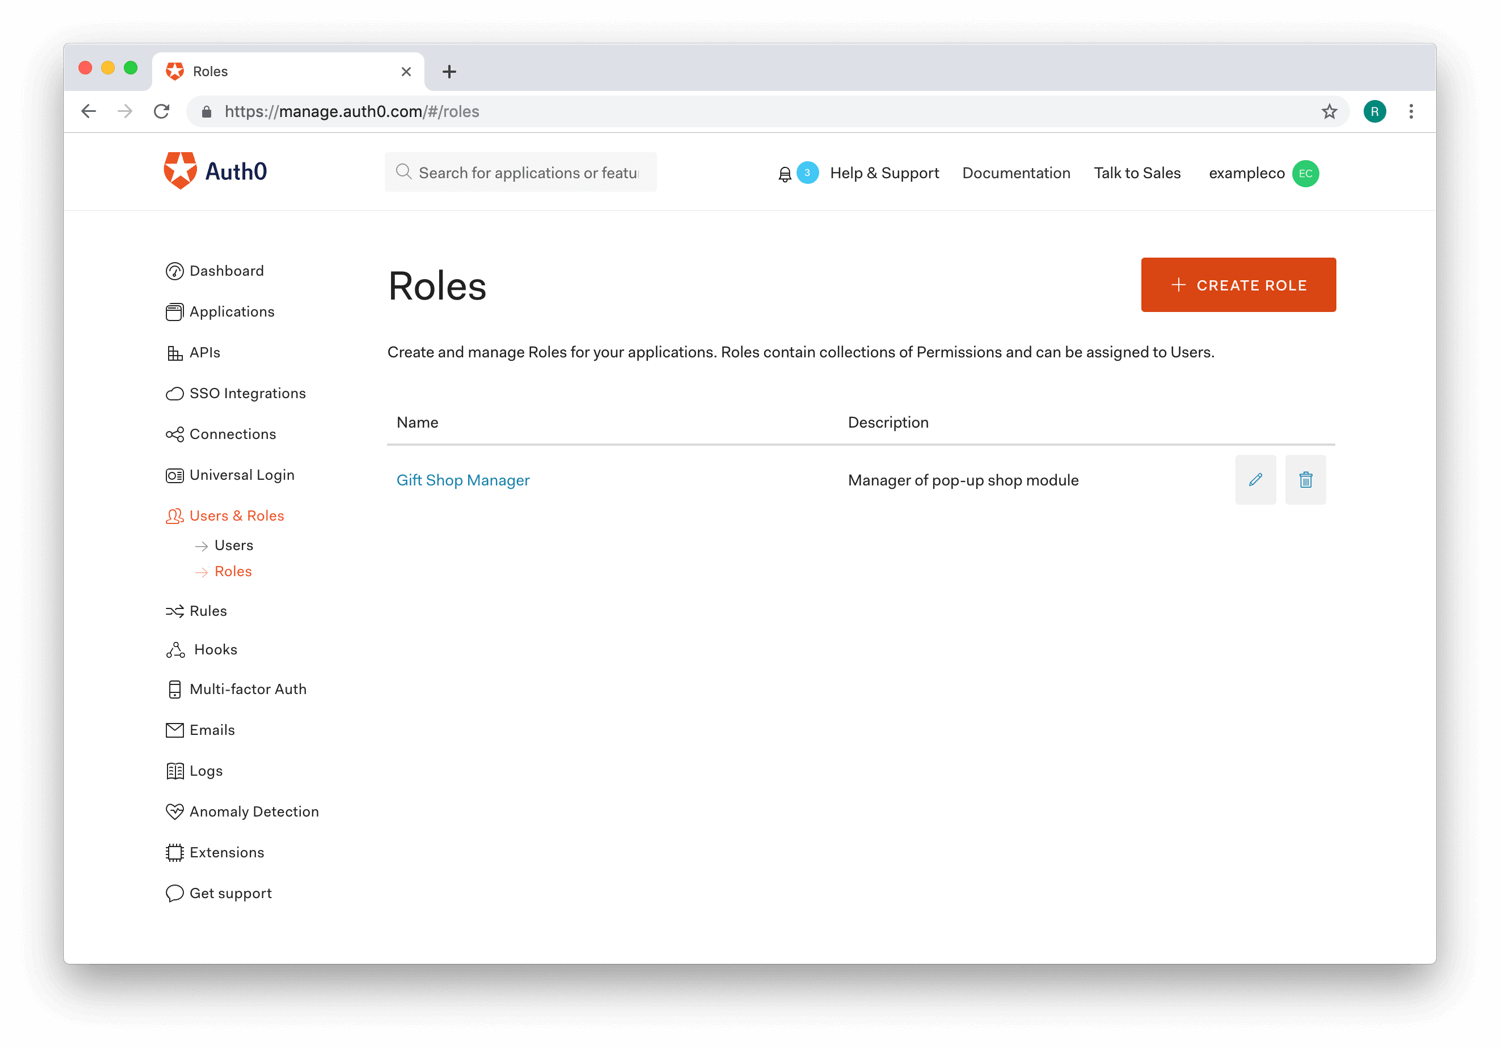 Roles
https://manage.auth0.com/#/roles
R
Auth0
Search for applications or featu
3
Help & Support
Documentation
Talk to Sales
exampleco
EC
Dashboard
Applications
APIs
SSO Integrations
Connections
Universal Login
Users & Roles
Users
Roles
Rules
Hooks
Multi-factor Auth
Emails
Logs
Anomaly Detection
Extensions
Get support
Roles
+ CREATE ROLE
Create and manage Roles for your applications. Roles contain collections of Permissions and can be assigned to Users.
Name
Description
Gift Shop Manager
Manager of pop-up shop module